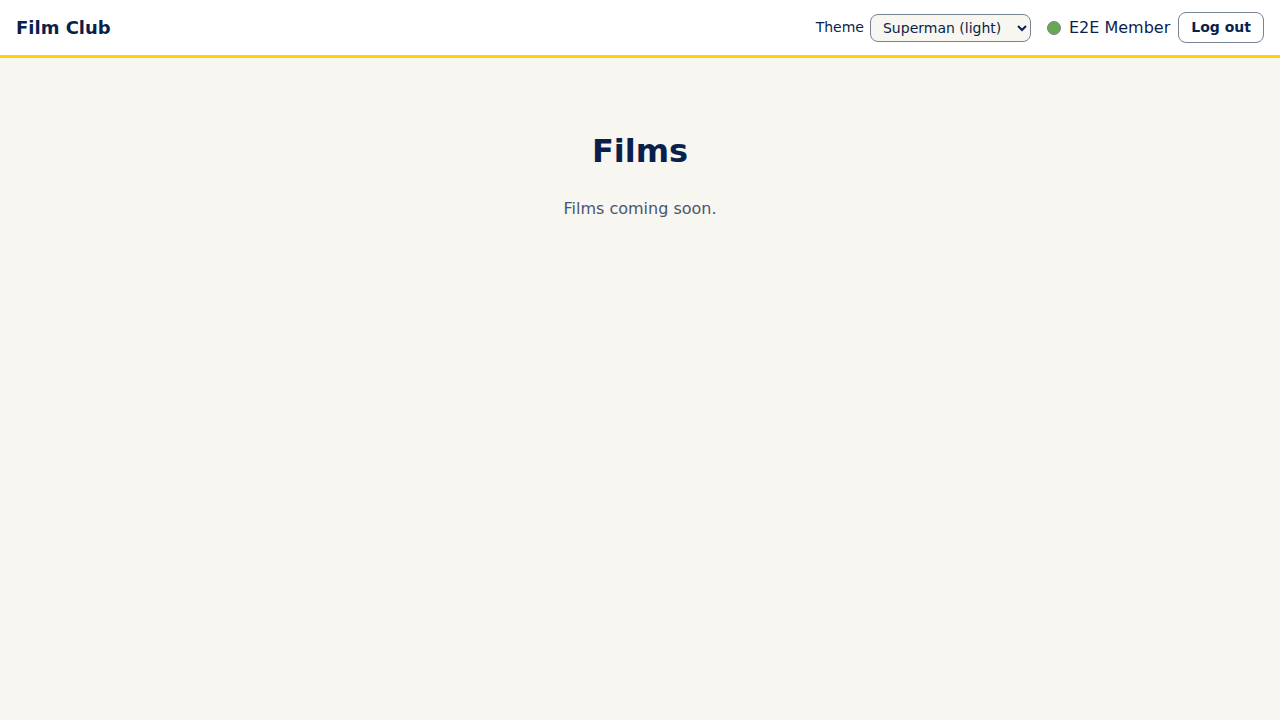 Film Club
Theme
Superman (light)
E2E Member
Log out
Films
Films coming soon.